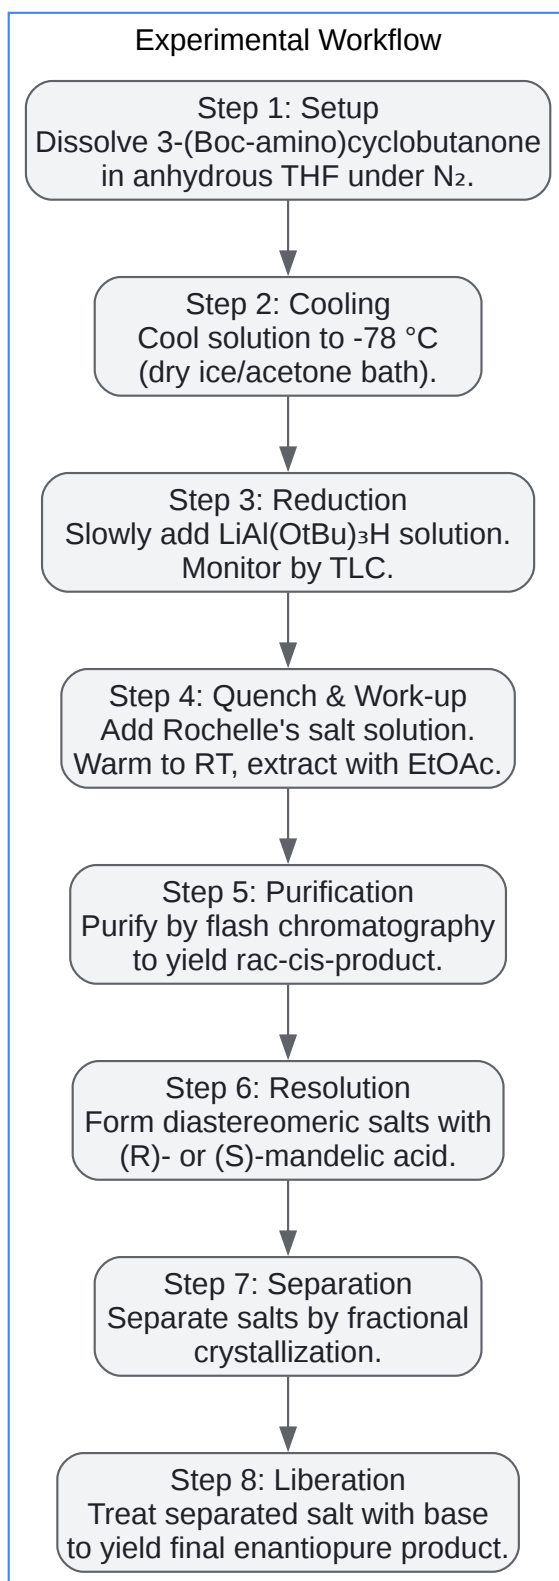 Experimental Workflow
Step 1: Setup
Dissolve 3-(Boc-amino)cyclobutanone
in anhydrous THF under N₂.
Step 2: Cooling
Cool solution to -78 °C
(dry ice/acetone bath).
Step 3: Reduction
Slowly add LiAl(OtBu)₃H solution.
Monitor by TLC.
Step 4: Quench & Work-up
Add Rochelle's salt solution.
Warm to RT, extract with EtOAc.
Step 5: Purification
Purify by flash chromatography
to yield rac-cis-product.
Step 6: Resolution
Form diastereomeric salts with
(R)- or (S)-mandelic acid.
Step 7: Separation
Separate salts by fractional
crystallization.
Step 8: Liberation
Treat separated salt with base
to yield final enantiopure product.